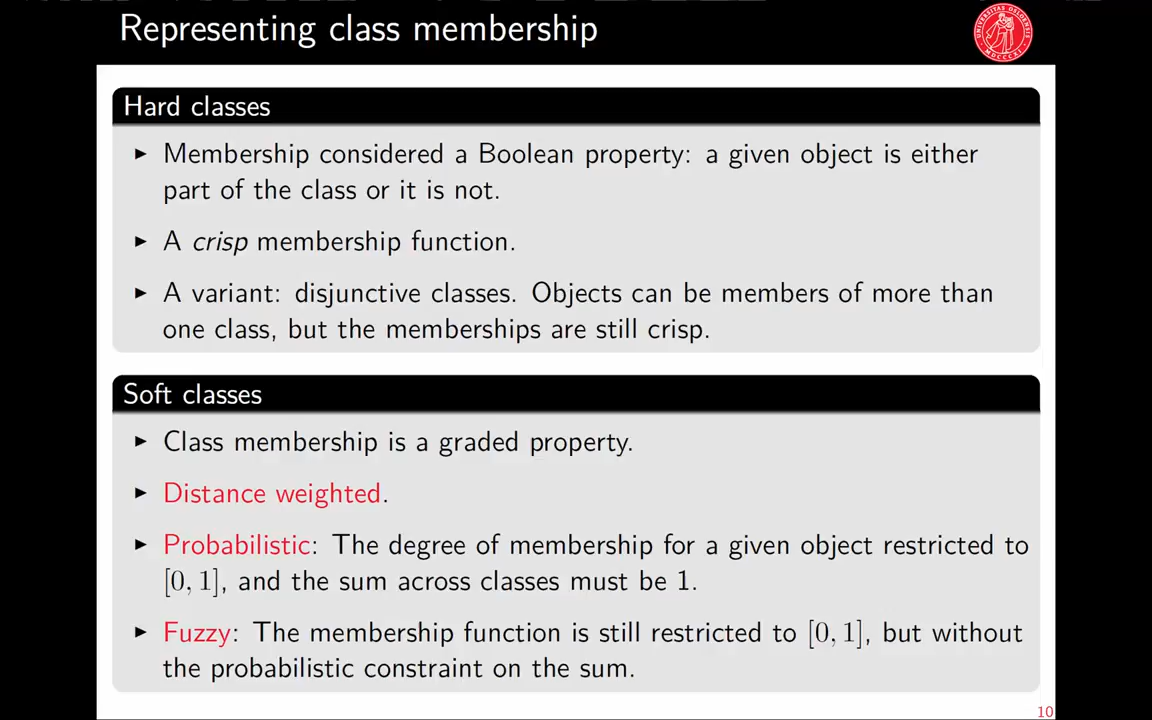 Representing class membership
UNIVERSITAS OSLOENSIS
MDCCCXI
Hard classes
▶ Membership considered a Boolean property: a given object is either
part of the class or it is not.
▶ A crisp membership function.
▶ A variant: disjunctive classes. Objects can be members of more than
one class, but the memberships are still crisp.
Soft classes
▶ Class membership is a graded property.
▶ Distance weighted.
▶ Probabilistic: The degree of membership for a given object restricted to
[0, 1], and the sum across classes must be 1.
▶ Fuzzy: The membership function is still restricted to [0, 1], but without
the probabilistic constraint on the sum.
10